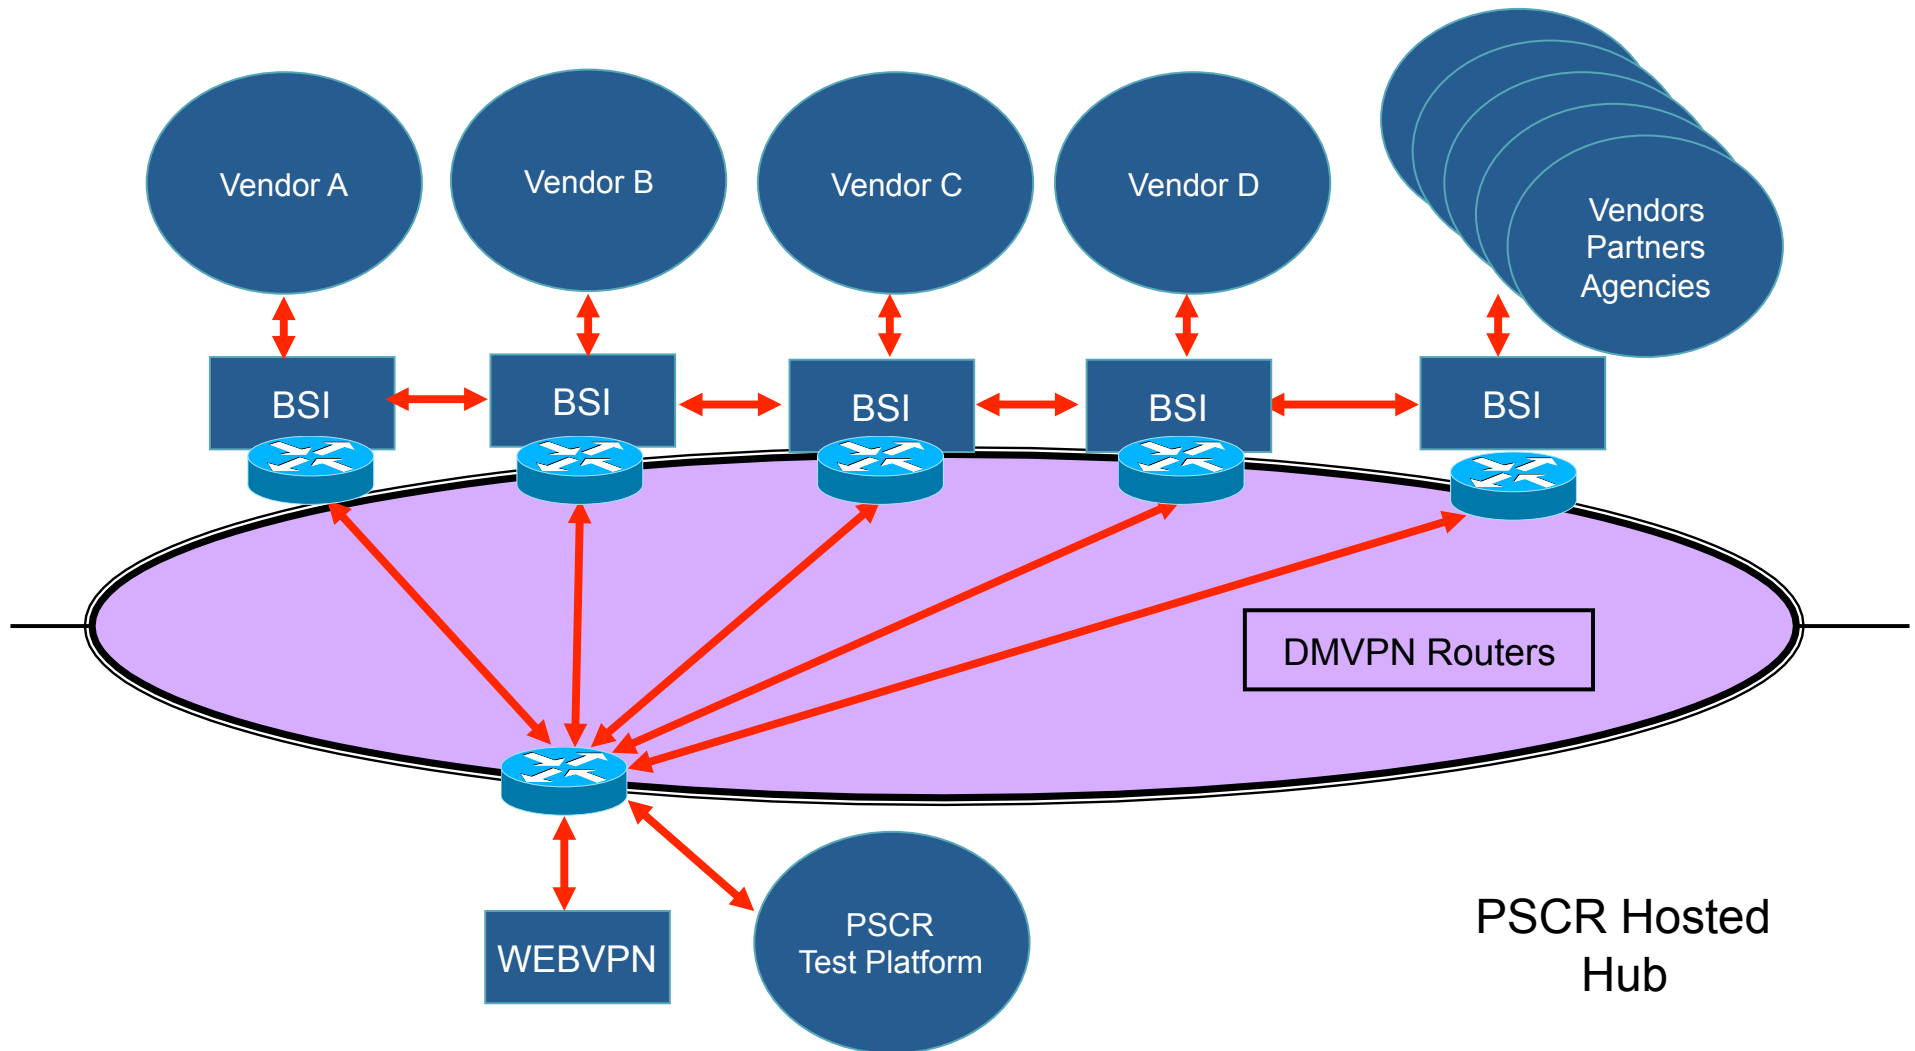 Vendor A
Vendor B
Vendor C
Vendor D
Vendors
Partners
Agencies
BSI
BSI
BSI
BSI
BSI
DMVPN Routers
WEBVPN
PSCR
Test Platform
PSCR Hosted
Hub